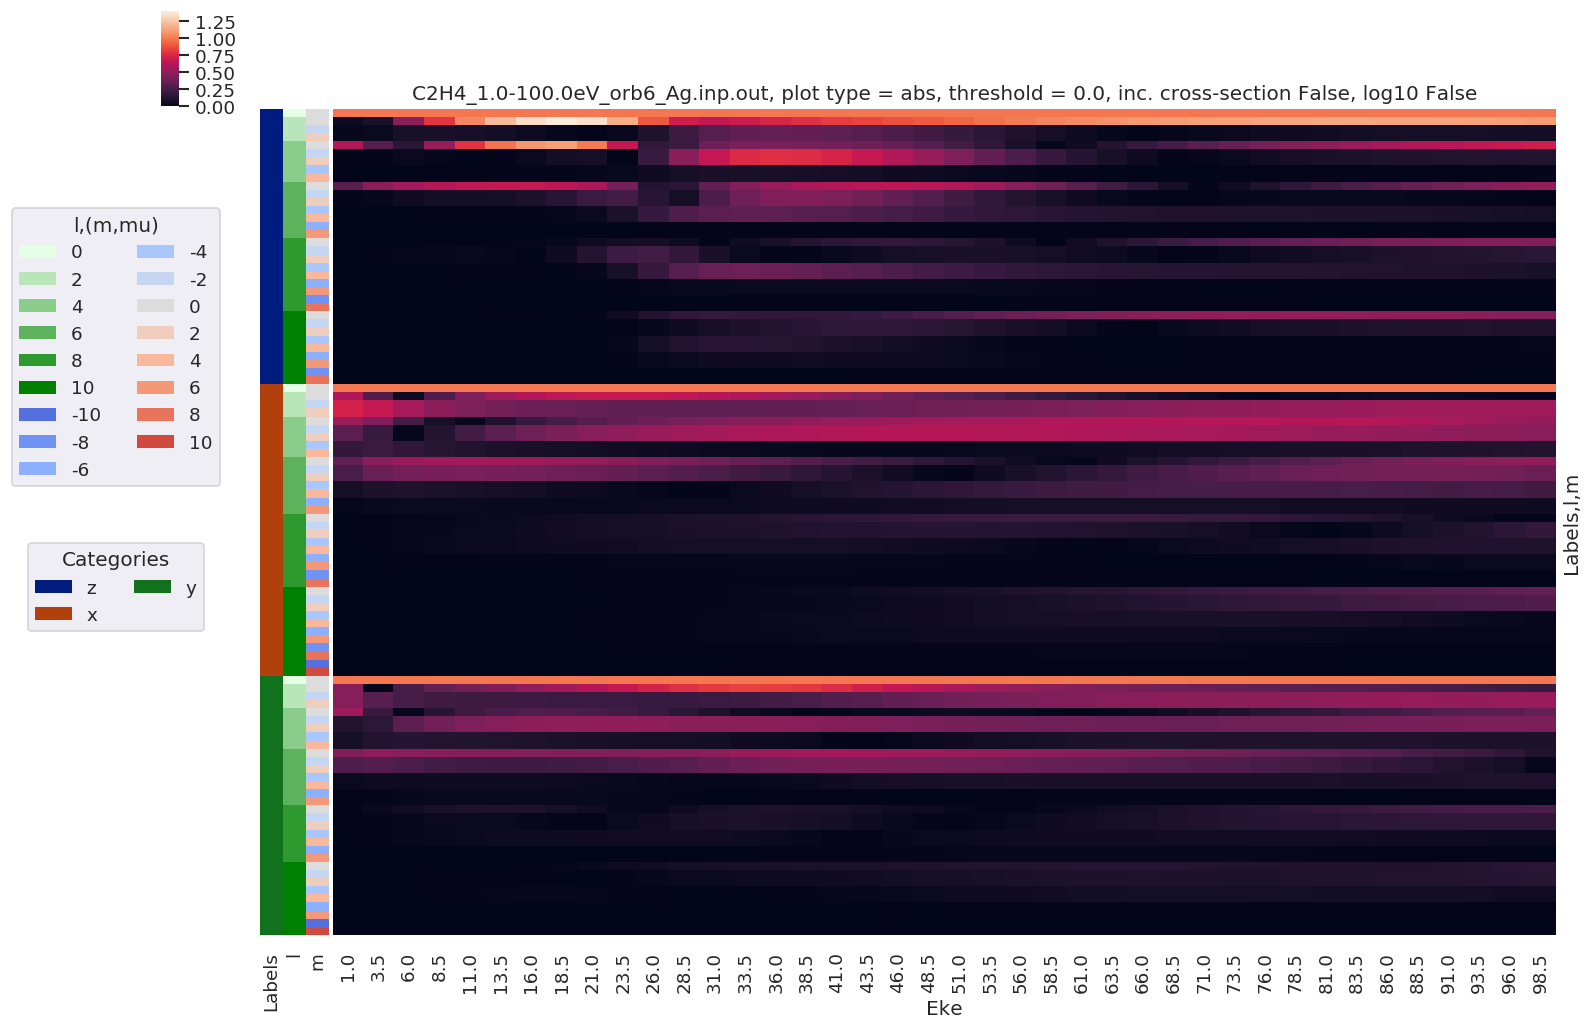 1.25
1.00
0.75
0.50
0.25
0.00
C2H4_1.0-100.0eV_orb6_Ag.inp.out, plot type = abs, threshold = 0.0, inc. cross-section False, log10 False
l,(m,mu)
0 -4
2 -2
4 0
6 2
8 4
10 6
-10 8
-8 10
-6
Categories
z y
x
Labels,l,m
Labels l m 1.0 3.5 6.0 8.5 11.0 13.5 16.0 18.5 21.0 23.5 26.0 28.5 31.0 33.5 36.0 38.5 41.0 43.5 46.0 48.5 51.0 53.5 56.0 58.5 61.0 63.5 66.0 68.5 71.0 73.5 76.0 78.5 81.0 83.5 86.0 88.5 91.0 93.5 96.0 98.5
Eke